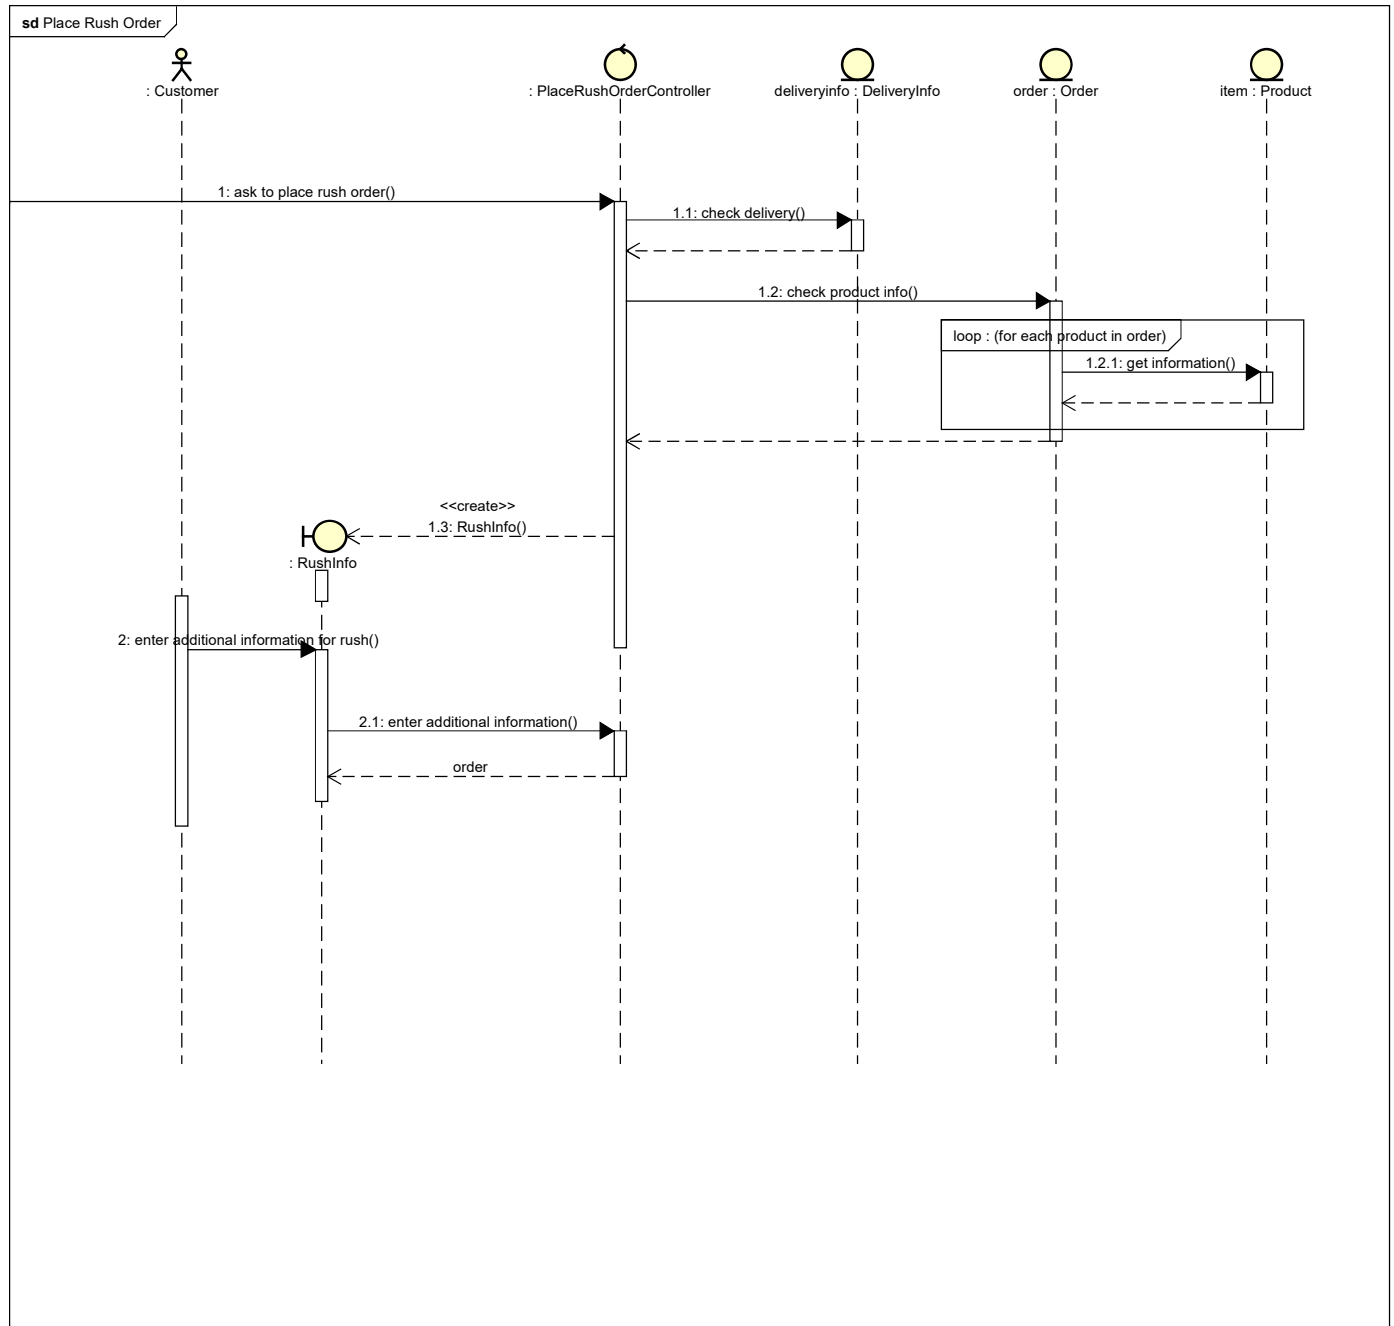 sd Place Rush Order
: Customer
: PlaceRushOrderController
deliveryinfo : DeliveryInfo
order : Order
item : Product
1: ask to place rush order()
1.1: check delivery()
1.2: check product info()
loop : (for each product in order)
1.2.1: get information()
<<create>>
1.3: RushInfo()
: RushInfo
2: enter additional information for rush()
2.1: enter additional information()
order